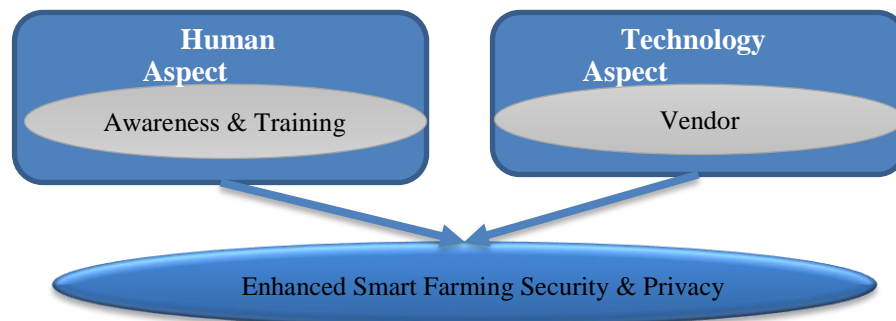 Human
Aspect
Awareness & Training
Technology
Aspect
Vendor
Enhanced Smart Farming Security & Privacy